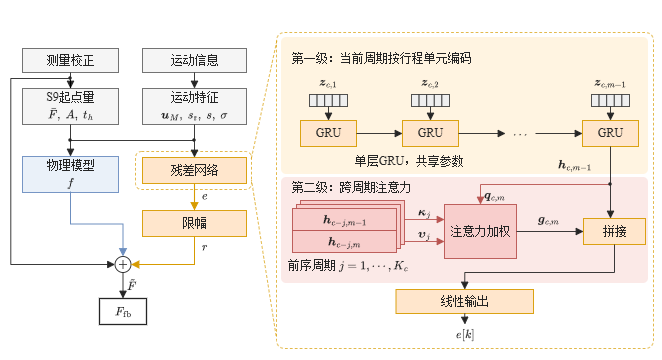 测量校正
运动信息
S9起点量
F̃, A, t_h
运动特征
u_M, s_t, s, σ
物理模型
f
残差网络
e
限幅
r
+
F̃
F_fb
第一级：当前周期按行程单元编码
z_{c,1}
z_{c,2}
z_{c,m−1}
GRU
GRU
···
GRU
单层GRU，共享参数
h_{c,m−1}
第二级：跨周期注意力
q_{c,m}
h_{c−j,m−1}
κ_j
h_{c−j,m}
υ_j
注意力加权
g_{c,m}
拼接
前序周期 j = 1, ···, K_c
线性输出
e[k]